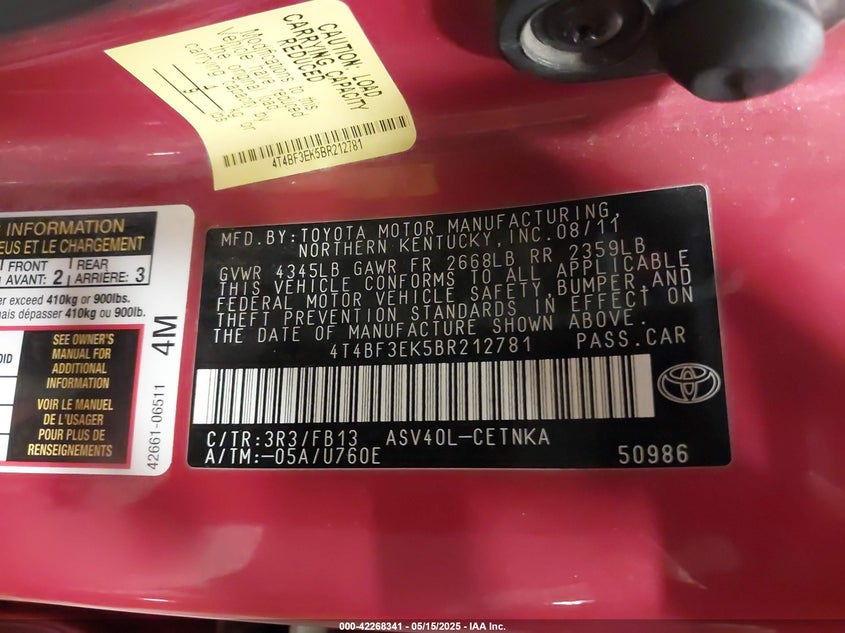 CAUTION: LOAD
CARRYING CAPACITY
REDUCED
Modifications to this
4T4BF3EK5BR212781
INFORMATION
EUS ET LE CHARGEMENT
FRONT
AVANT: 2
REAR
ARRIÈRE: 3
er exceed 410kg or 900lbs.
mais dépasser 410kg ou 900lb.
SEE OWNER'S
MANUAL FOR
ADDITIONAL
INFORMATION
VOIR LE MANUEL
DE L'USAGER
POUR PLUS DE
RENSEIGNEMENTS
4M
42661-06511
MFD.BY:TOYOTA MOTOR MANUFACTURING,
NORTHERN KENTUCKY,INC.08/11
GVWR 4345LB GAWR FR 2668LB RR 2359LB
THIS VEHICLE CONFORMS TO ALL APPLICABLE
FEDERAL MOTOR VEHICLE SAFETY,BUMPER,AND
THEFT PREVENTION STANDARDS IN EFFECT ON
THE DATE OF MANUFACTURE SHOWN ABOVE.
4T4BF3EK5BR212781 PASS.CAR
C/TR:3R3/FB13 ASV40L-CETNKA
A/TM:-05A/U760E 50986
000-42268341 - 05/15/2025 - IAA Inc.